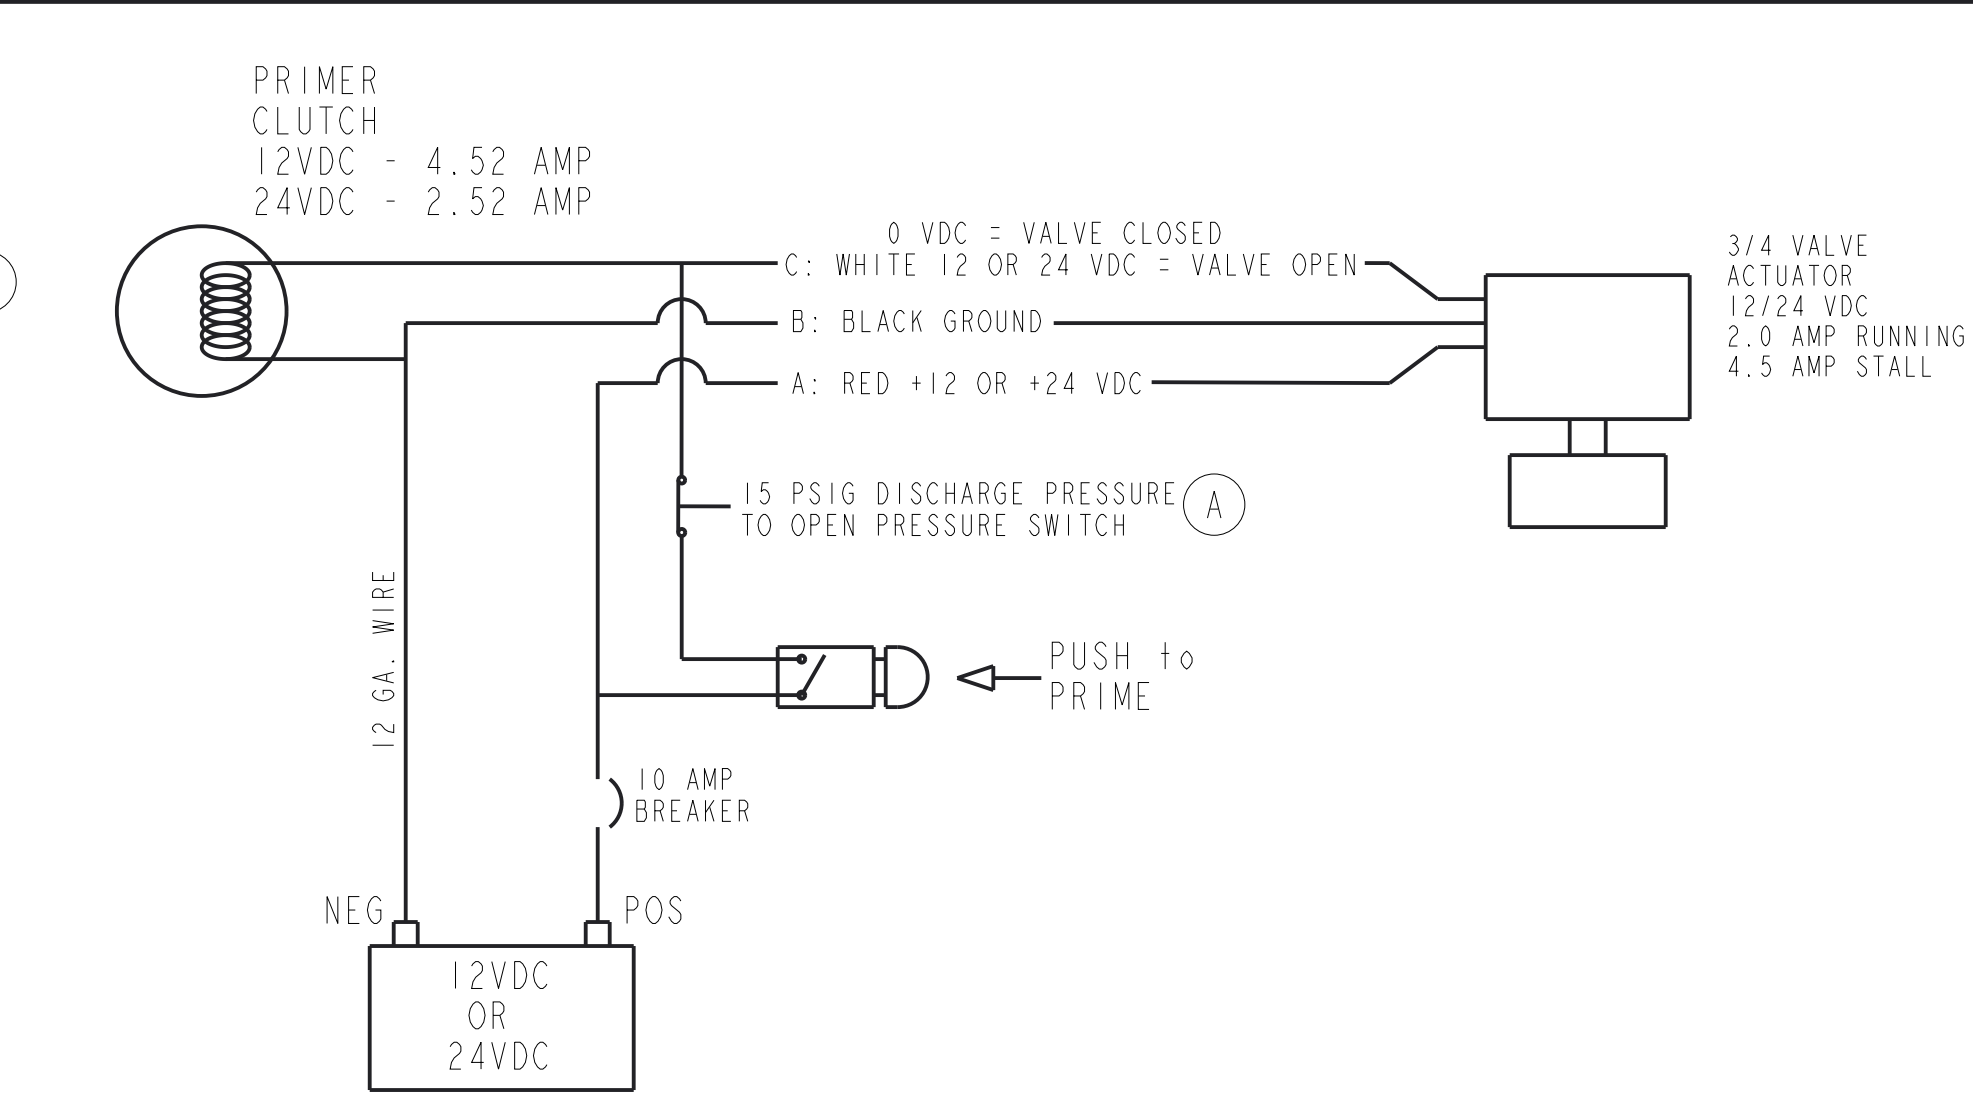 PRIMER
CLUTCH
12VDC - 4.52 AMP
24VDC - 2.52 AMP
0 VDC = VALVE CLOSED
C: WHITE 12 OR 24 VDC = VALVE OPEN
B: BLACK GROUND
A: RED +12 OR +24 VDC
3/4 VALVE
ACTUATOR
12/24 VDC
2.0 AMP RUNNING
4.5 AMP STALL
15 PSIG DISCHARGE PRESSURE
TO OPEN PRESSURE SWITCH
A
12 GA. WIRE
PUSH to
PRIME
10 AMP
BREAKER
NEG
POS
12VDC
OR
24VDC